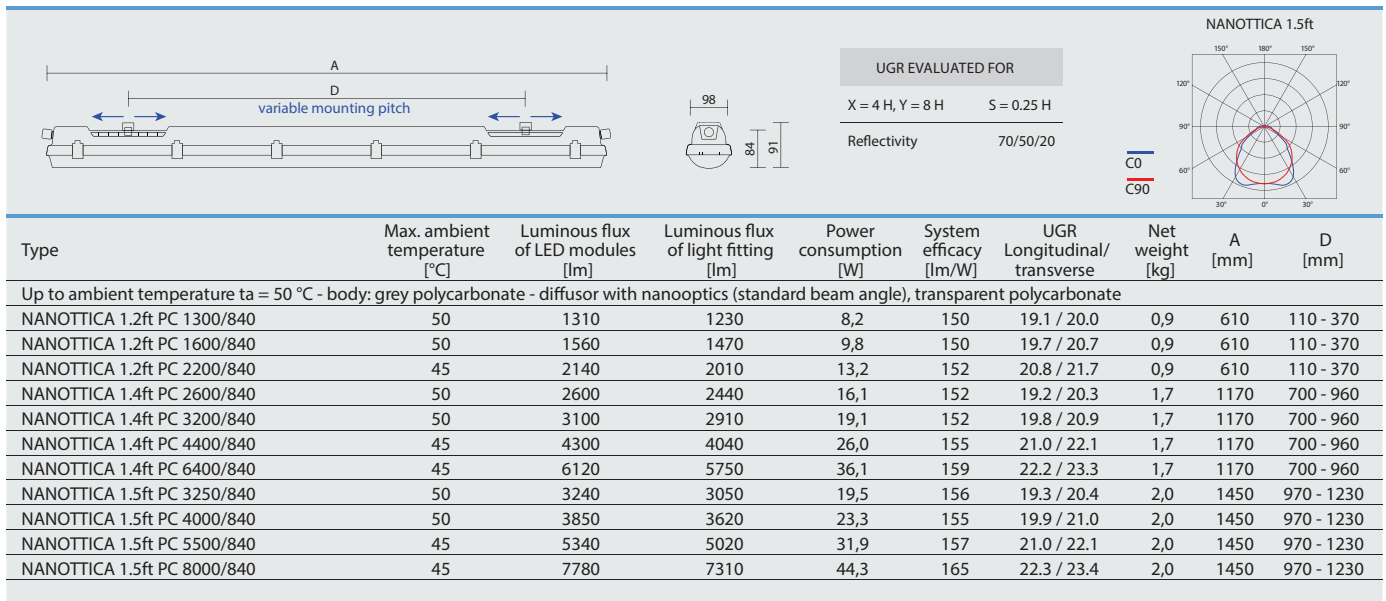 NANOTTICA 1.5ft
150° 180° 150°
120° 120°
90° 90°
60° 60°
30° 0° 30°
C0
C90
A
D
variable mounting pitch
98
84
91
UGR EVALUATED FOR
X = 4 H, Y = 8 H S = 0.25 H
Reflectivity 70/50/20
Type Max. ambient temperature [°C] Luminous flux of LED modules [lm] Luminous flux of light fitting [lm] Power consumption [W] System efficacy [lm/W] UGR Longitudinal/ transverse Net weight [kg] A [mm] D [mm]
Up to ambient temperature ta = 50 °C - body: grey polycarbonate - diffusor with nanooptics (standard beam angle), transparent polycarbonate
NANOTTICA 1.2ft PC 1300/840 50 1310 1230 8,2 150 19.1 / 20.0 0,9 610 110 - 370
NANOTTICA 1.2ft PC 1600/840 50 1560 1470 9,8 150 19.7 / 20.7 0,9 610 110 - 370
NANOTTICA 1.2ft PC 2200/840 45 2140 2010 13,2 152 20.8 / 21.7 0,9 610 110 - 370
NANOTTICA 1.4ft PC 2600/840 50 2600 2440 16,1 152 19.2 / 20.3 1,7 1170 700 - 960
NANOTTICA 1.4ft PC 3200/840 50 3100 2910 19,1 152 19.8 / 20.9 1,7 1170 700 - 960
NANOTTICA 1.4ft PC 4400/840 45 4300 4040 26,0 155 21.0 / 22.1 1,7 1170 700 - 960
NANOTTICA 1.4ft PC 6400/840 45 6120 5750 36,1 159 22.2 / 23.3 1,7 1170 700 - 960
NANOTTICA 1.5ft PC 3250/840 50 3240 3050 19,5 156 19.3 / 20.4 2,0 1450 970 - 1230
NANOTTICA 1.5ft PC 4000/840 50 3850 3620 23,3 155 19.9 / 21.0 2,0 1450 970 - 1230
NANOTTICA 1.5ft PC 5500/840 45 5340 5020 31,9 157 21.0 / 22.1 2,0 1450 970 - 1230
NANOTTICA 1.5ft PC 8000/840 45 7780 7310 44,3 165 22.3 / 23.4 2,0 1450 970 - 1230